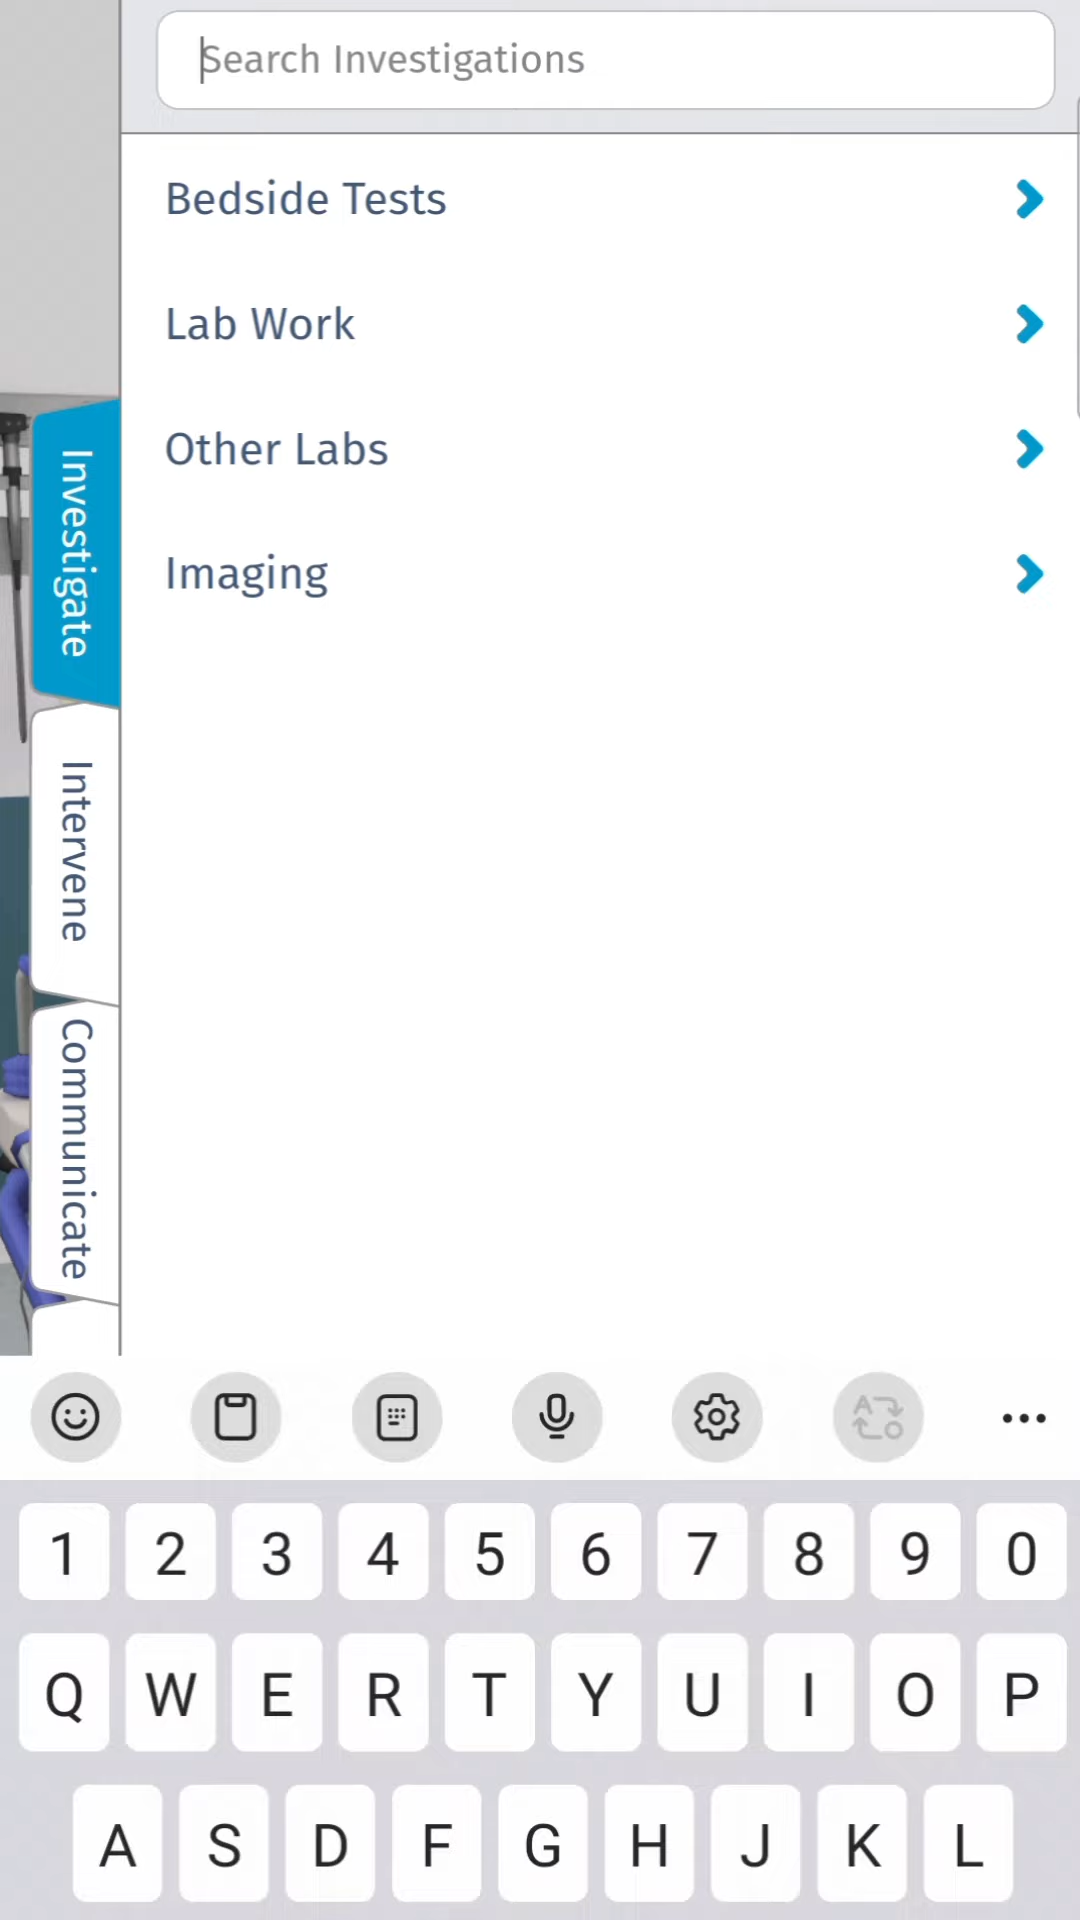 Search Investigations
Bedside Tests
Lab Work
Other Labs
Imaging
Investigate
Intervene
Communicate
1 2 3 4 5 6 7 8 9 0
Q W E R T Y U I O P
A S D F G H J K L